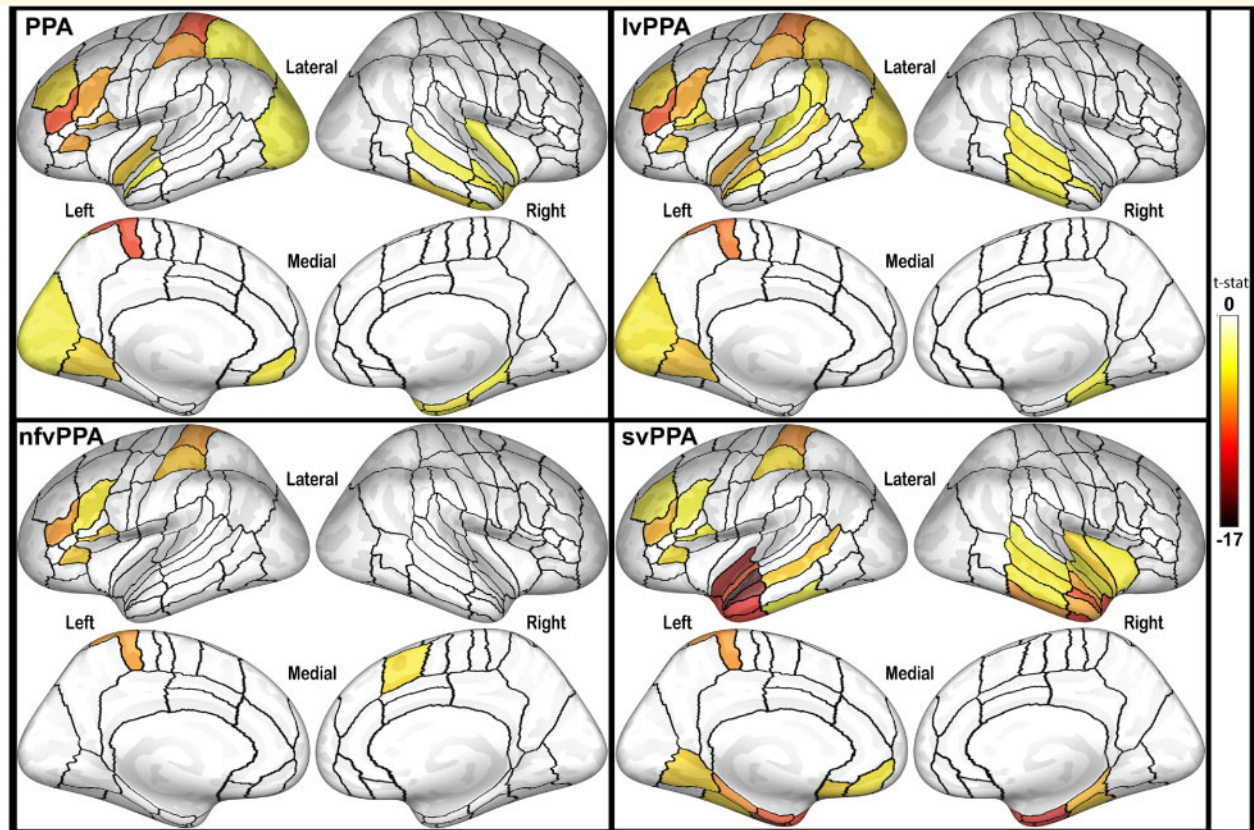 PPA
Lateral
Left
Right
Medial
lvPPA
Lateral
Left
Right
Medial
nfvPPA
Lateral
Left
Right
Medial
svPPA
Lateral
Left
Right
Medial
t-stat
0
-17